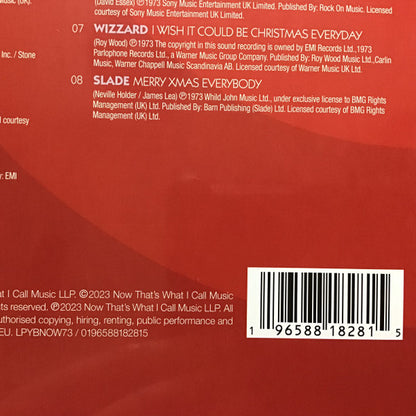 (David Essex) ℗1973 Sony Music Entertainment UK Limited. Published By: Rock On Music. Licensed
courtesy of Sony Music Entertainment UK Limited.
07 WIZZARD I WISH IT COULD BE CHRISTMAS EVERYDAY
(Roy Wood) ℗1973 The copyright in this sound recording is owned by EMI Records Ltd.,1973
Parlophone Records Ltd., a Warner Music Group Company. Published By: Roy Wood Music Ltd.,Carlin
Music, Warner Chappell Music Scandinavia AB. Licensed courtesy of Warner Music UK Ltd.
08 SLADE MERRY XMAS EVERYBODY
(Neville Holder / James Lea) ℗1973 Whild John Music Ltd., under exclusive license to BMG Rights
Management (UK) Ltd. Published By: Barn Publishing (Slade) Ltd. courtesy of BMG Rights
Management (UK) Ltd.
(UK).
Inc. / Stone
d courtesy
: EMI
hat I Call Music LLP. ©2023 Now That's What I Call Music
ts reserved. ℗2023 Now That's What I Call Music LLP. All
uthorised copying, hiring, renting, public performance and
EU. LPYBNOW73 / 0196588182815
1 96588 18281 5